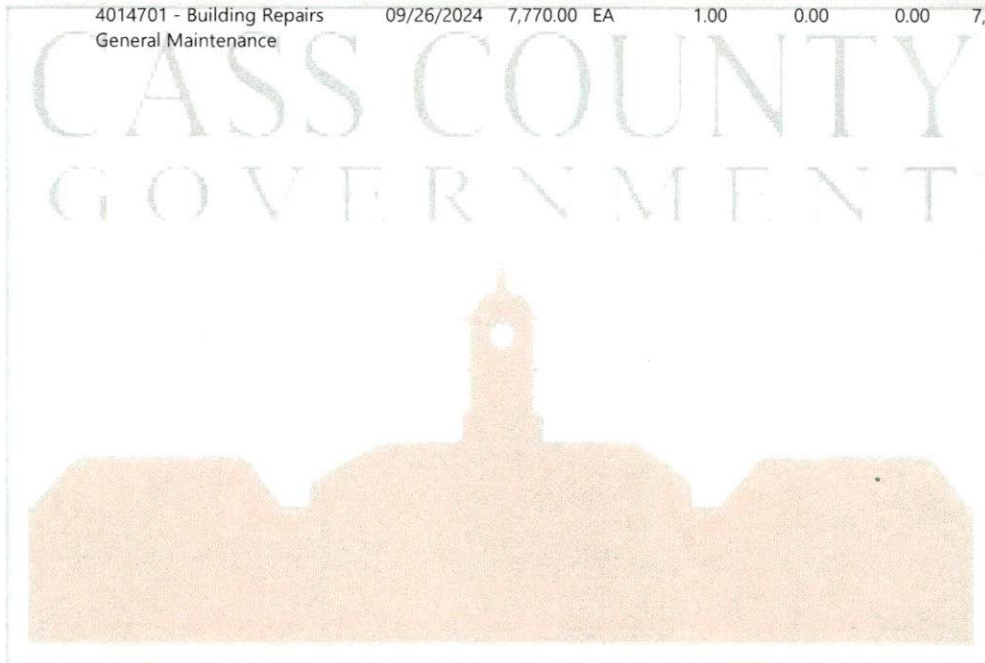 4014701 - Building Repairs 09/26/2024 7,770.00 EA 1.00 0.00 0.00 7,
General Maintenance
CASS COUNTY
GOVERNMENT